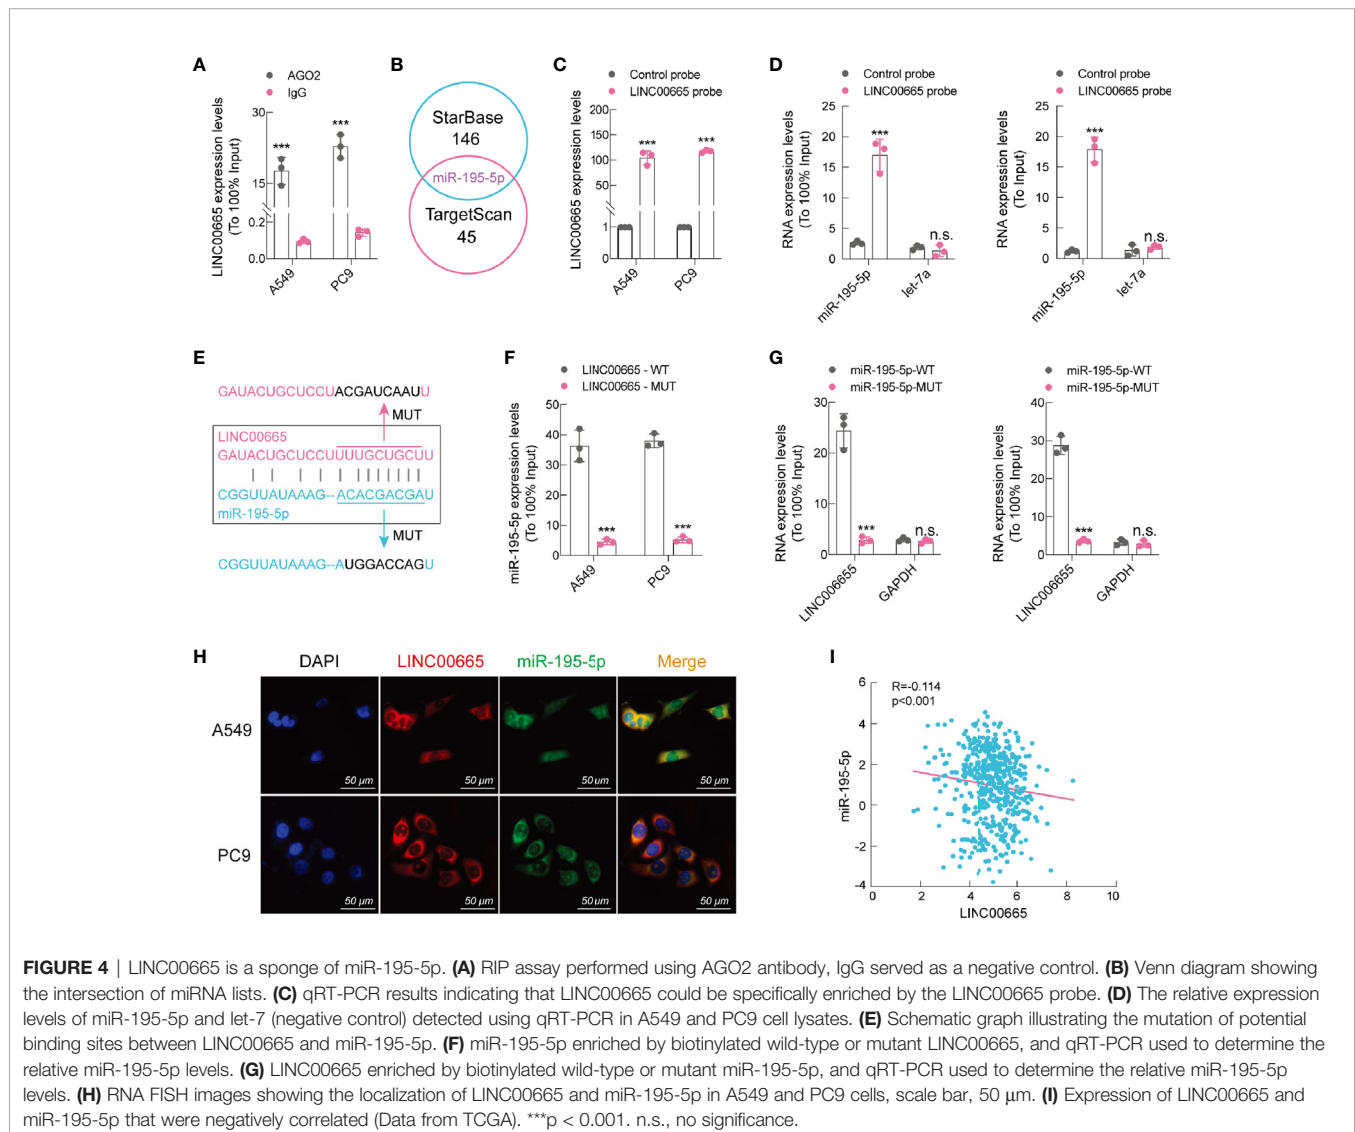 A
AGO2
IgG
LINC00665 expression levels
(To 100% Input)
30
15
0.2
0.0
***
***
A549
PC9
B
StarBase
146
miR-195-5p
TargetScan
45
C
Control probe
LINC00665 probe
LINC00665 expression levels
(To 100% Input)
200
150
100
50
1
0
***
***
A549
PC9
D
Control probe
LINC00665 probe
RNA expression levels
(To 100% Input)
25
20
15
10
5
0
***
n.s.
miR-195-5p
let-7a
Control probe
LINC00665 probe
RNA expression levels
(To Input)
25
20
15
10
5
0
***
n.s.
miR-195-5p
let-7a
E
GAUACUGCUCCUACGAUCAAUU
MUT
LINC00665
GAUACUGCUCCUUUUGCUGCUU
CGGUUAUAAAG--ACACGACGAU
miR-195-5p
MUT
CGGUUAUAAAG--AUGGACCAGU
F
LINC00665 - WT
LINC00665 - MUT
miR-195-5p expression levels
(To 100% Input)
50
40
30
20
10
0
***
***
A549
PC9
G
miR-195-5p-WT
miR-195-5p-MUT
RNA expression levels
(To 100% Input)
30
20
10
0
***
n.s.
LINC006655
GAPDH
miR-195-5p-WT
miR-195-5p-MUT
RNA expression levels
(To 100% Input)
40
30
20
10
0
***
n.s.
LINC006655
GAPDH
H
DAPI
LINC00665
miR-195-5p
Merge
A549
50 µm
50 µm
50 µm
50 µm
PC9
50 µm
50 µm
50 µm
50 µm
I
R=-0.114
p<0.001
miR-195-5p
6
4
2
0
-2
-4
0
2
4
6
8
10
LINC00665
FIGURE 4 | LINC00665 is a sponge of miR-195-5p. (A) RIP assay performed using AGO2 antibody, IgG served as a negative control. (B) Venn diagram showing
the intersection of miRNA lists. (C) qRT-PCR results indicating that LINC00665 could be specifically enriched by the LINC00665 probe. (D) The relative expression
levels of miR-195-5p and let-7 (negative control) detected using qRT-PCR in A549 and PC9 cell lysates. (E) Schematic graph illustrating the mutation of potential
binding sites between LINC00665 and miR-195-5p. (F) miR-195-5p enriched by biotinylated wild-type or mutant LINC00665, and qRT-PCR used to determine the
relative miR-195-5p levels. (G) LINC00665 enriched by biotinylated wild-type or mutant miR-195-5p, and qRT-PCR used to determine the relative miR-195-5p
levels. (H) RNA FISH images showing the localization of LINC00665 and miR-195-5p in A549 and PC9 cells, scale bar, 50 μm. (I) Expression of LINC00665 and
miR-195-5p that were negatively correlated (Data from TCGA). ***p < 0.001. n.s., no significance.